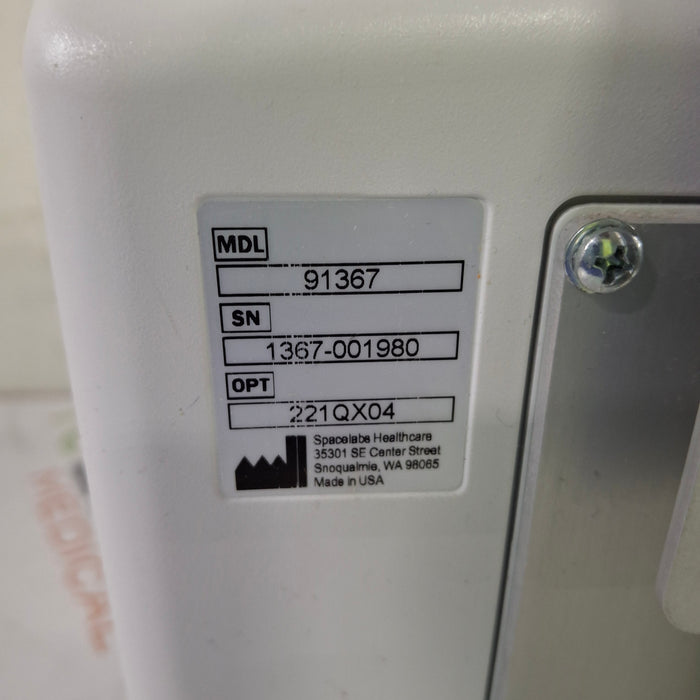 MDL
91367
SN
1367-001980
OPT
221QX04
Spacelabs Healthcare
35301 SE Center Street
Snoqualmie, WA 98065
Made in USA
MEDICAL